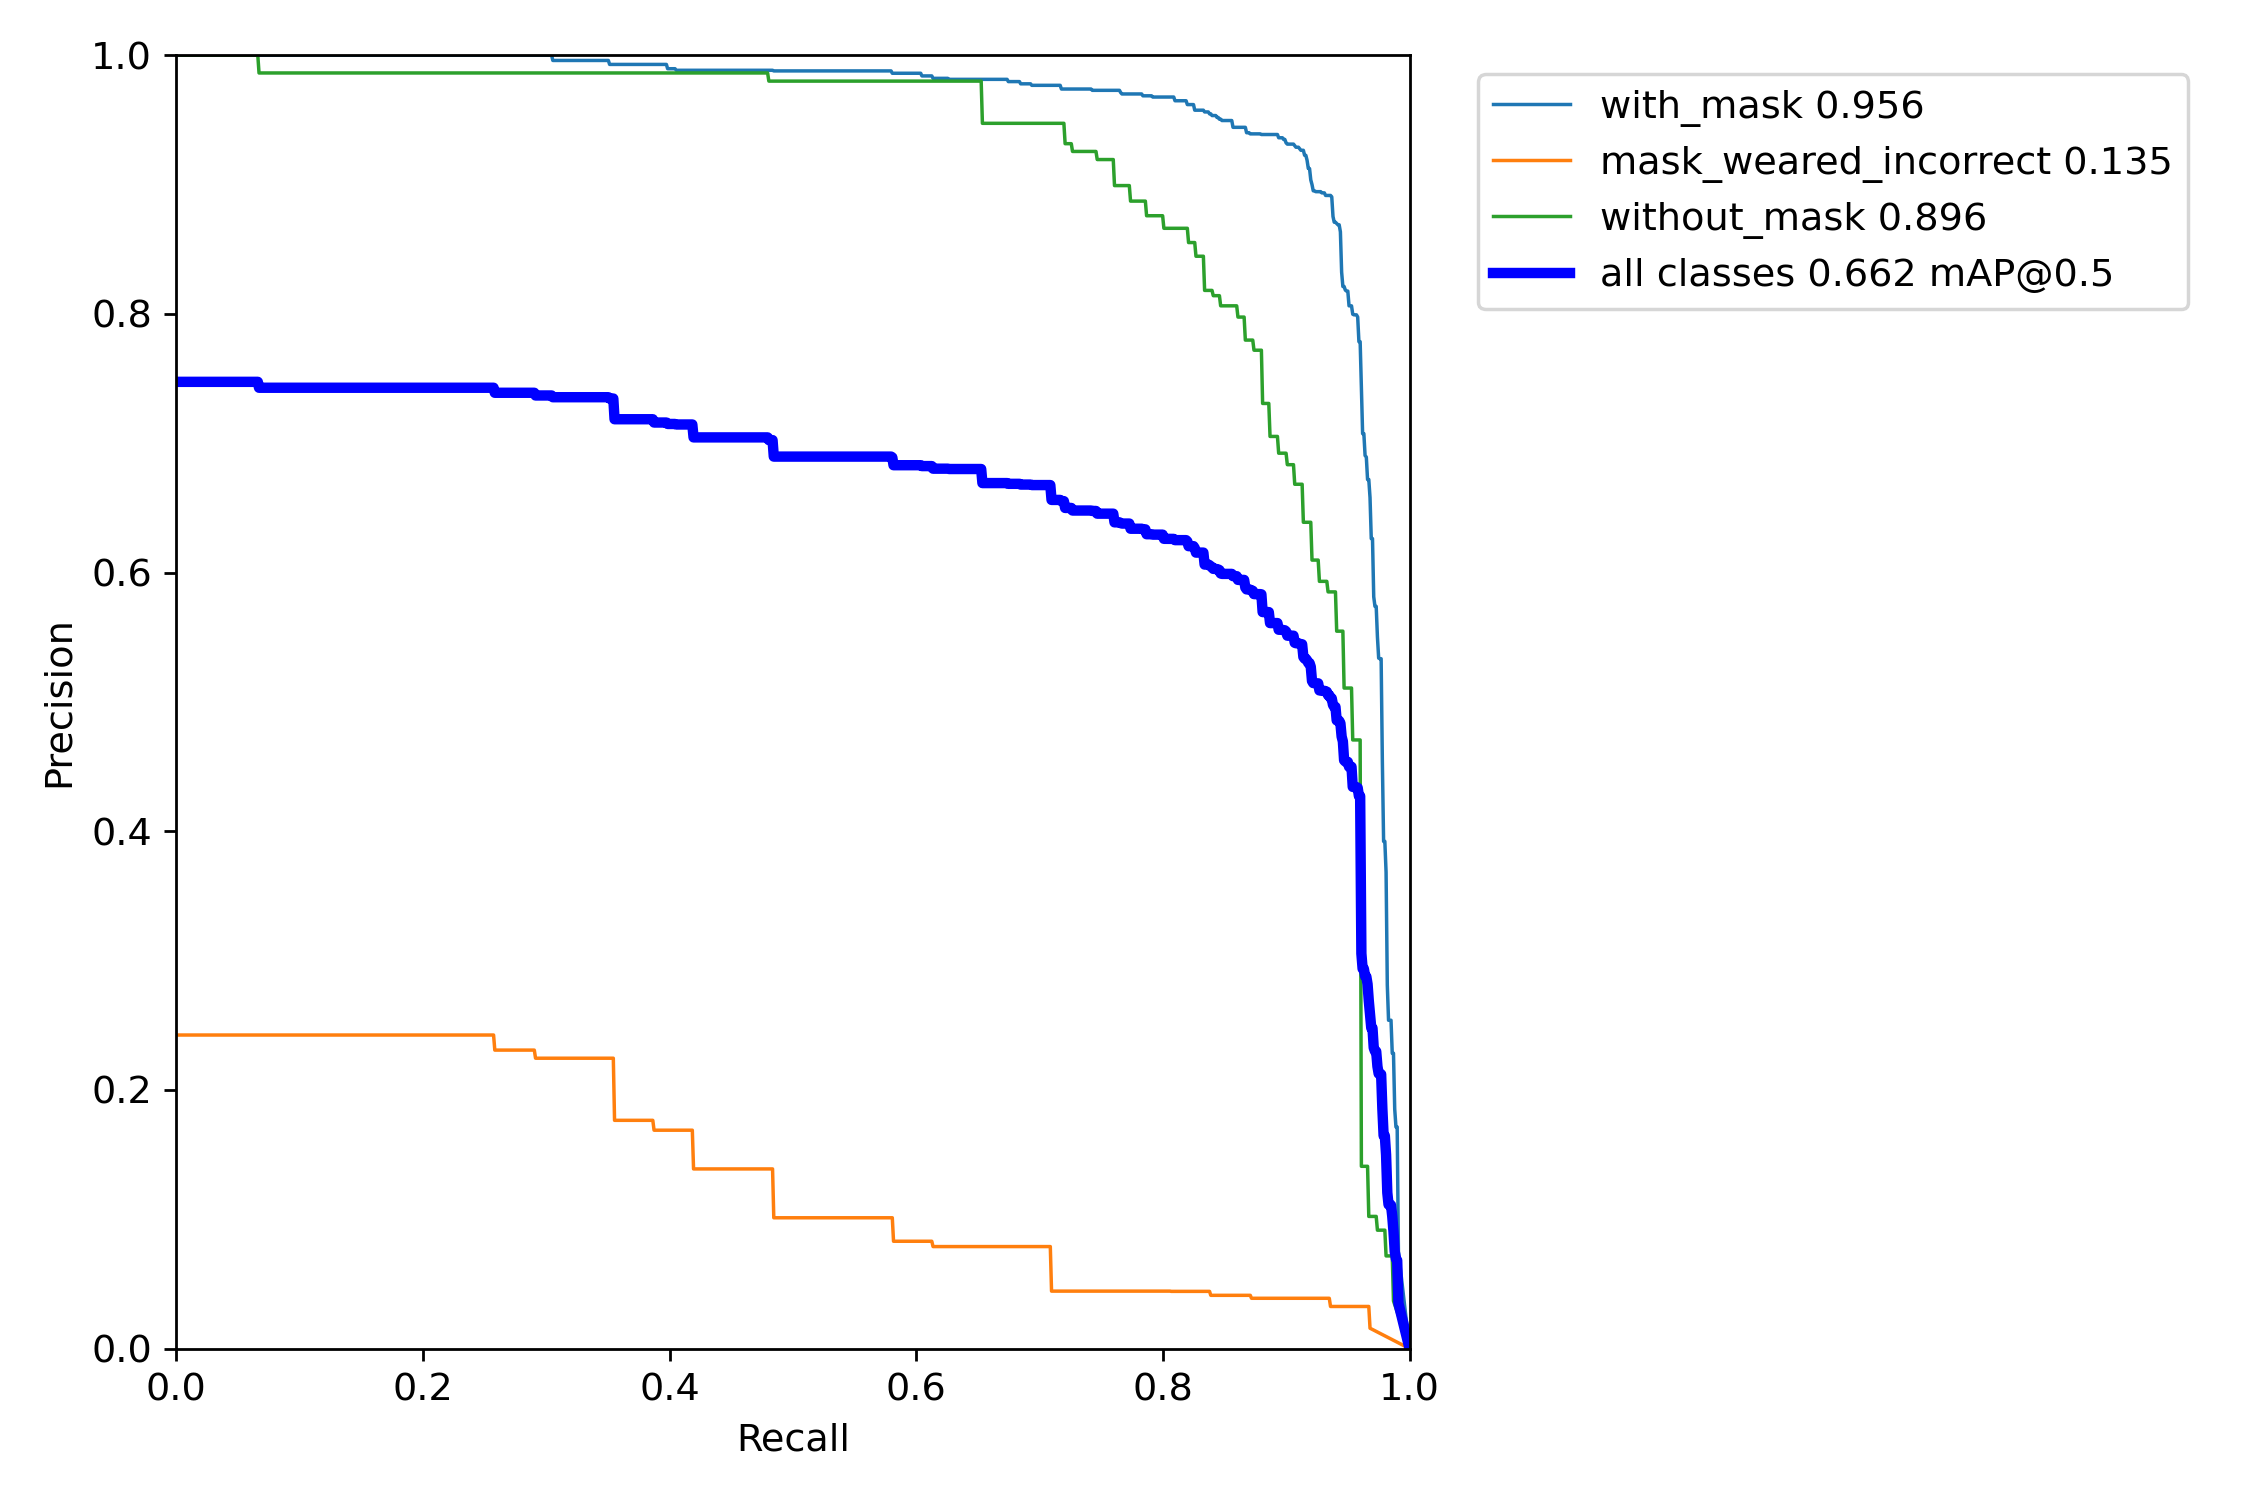 1.0
0.8
0.6
0.4
0.2
0.0
Precision
0.0 0.2 0.4 0.6 0.8 1.0
Recall
with_mask 0.956
mask_weared_incorrect 0.135
without_mask 0.896
all classes 0.662 mAP@0.5